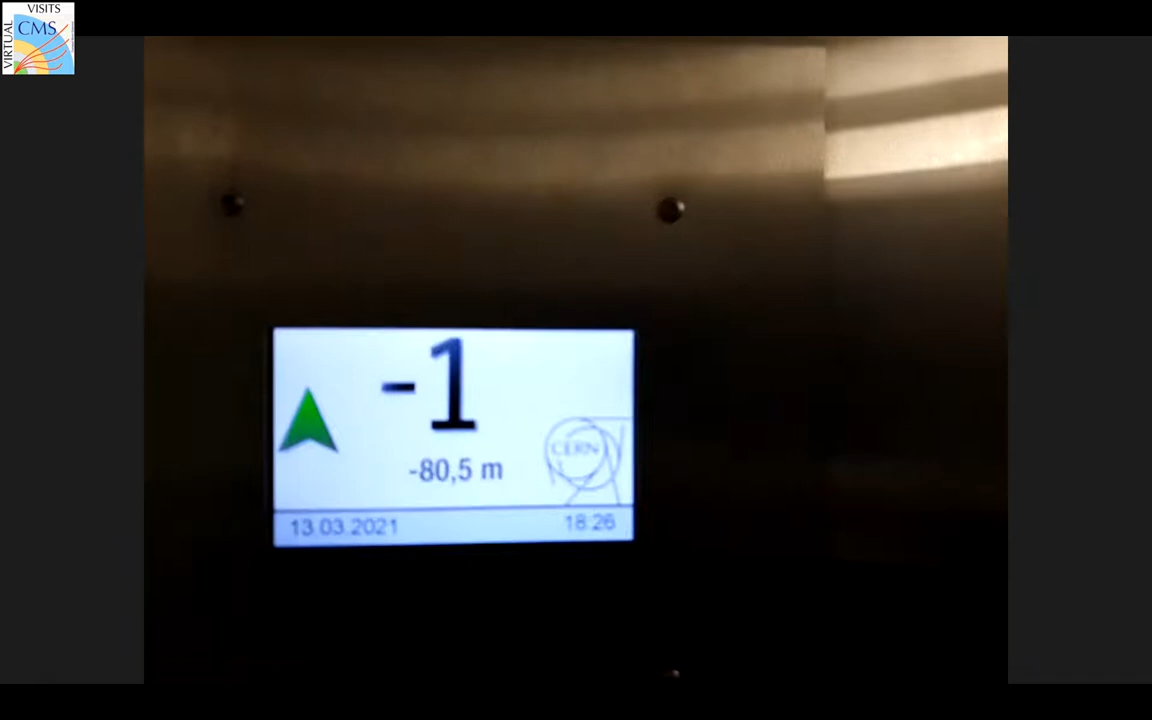 VISITS
VIRTUAL
CMS
-1
-80,5 m
CERN
13.03.2021
18:26